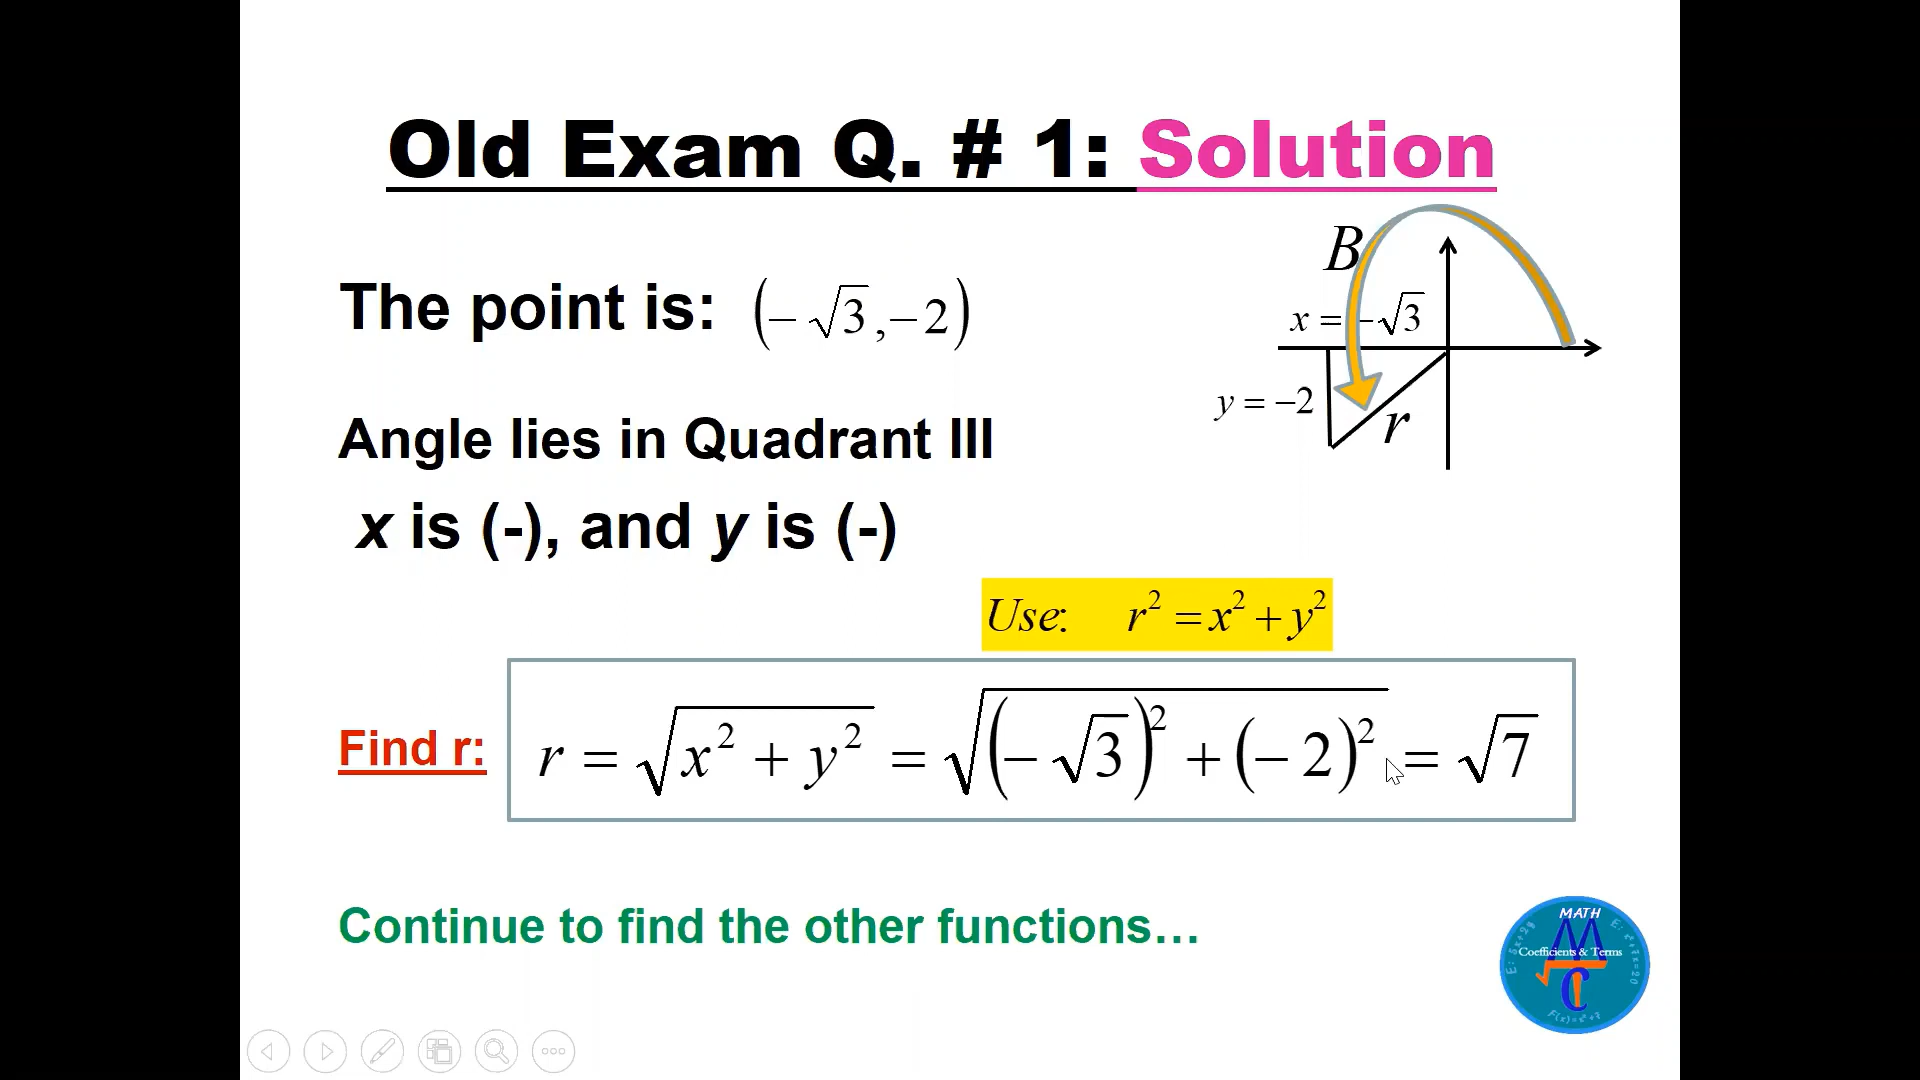 Old Exam Q. # 1: Solution
B
The point is: (−√3,−2)
x = −√3
y = −2
r
Angle lies in Quadrant III
x is (-), and y is (-)
Use: r² = x² + y²
Find r: r = √(x² + y²) = √((−√3)² + (−2)²) = √7
Continue to find the other functions…
MATH
Coefficients & Terms